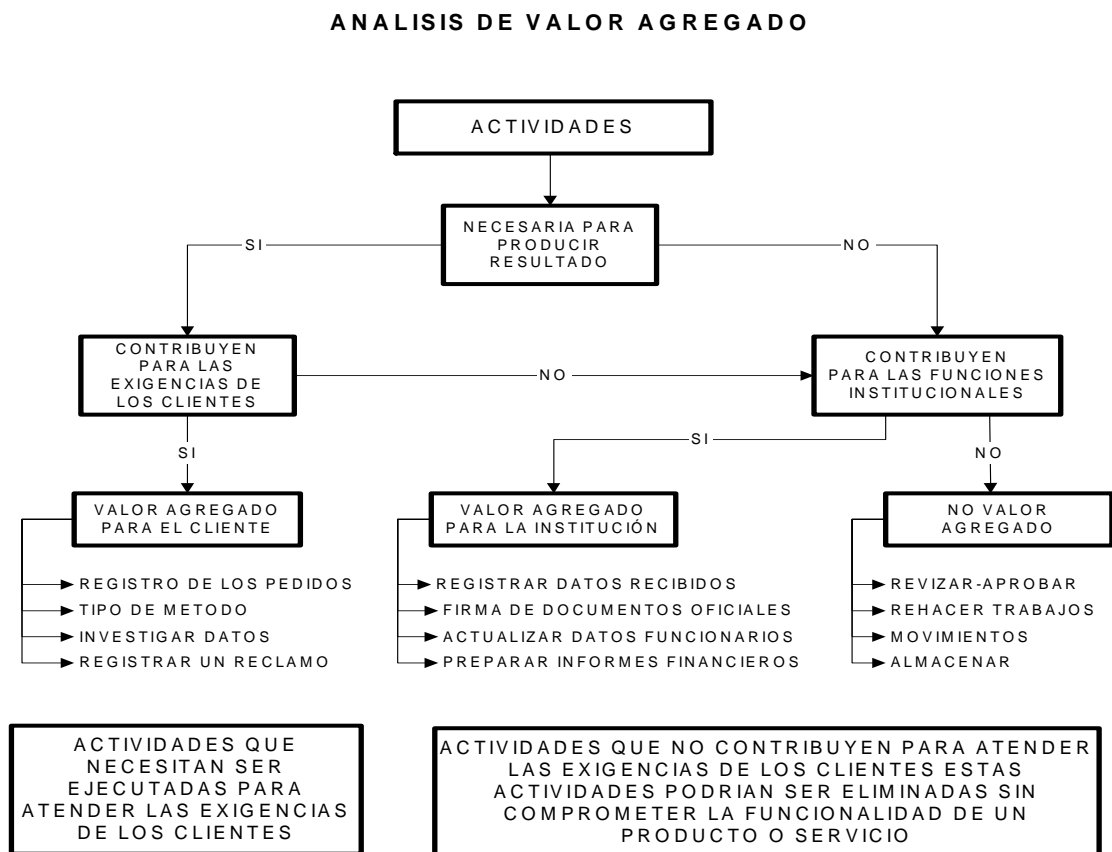 ANALISIS DE VALOR AGREGADO
ACTIVIDADES
NECESARIA PARA
PRODUCIR
RESULTADO
SI
NO
CONTRIBUYEN
PARA LAS
EXIGENCIAS DE
LOS CLIENTES
NO
CONTRIBUYEN
PARA LAS FUNCIONES
INSTITUCIONALES
SI
SI
NO
VALOR AGREGADO
PARA EL CLIENTE
VALOR AGREGADO
PARA LA INSTITUCIÓN
NO VALOR
AGREGADO
REGISTRO DE LOS PEDIDOS
TIPO DE METODO
INVESTIGAR DATOS
REGISTRAR UN RECLAMO
REGISTRAR DATOS RECIBIDOS
FIRMA DE DOCUMENTOS OFICIALES
ACTUALIZAR DATOS FUNCIONARIOS
PREPARAR INFORMES FINANCIEROS
REVIZAR-APROBAR
REHACER TRABAJOS
MOVIMIENTOS
ALMACENAR
ACTIVIDADES QUE
NECESITAN SER
EJECUTADAS PARA
ATENDER LAS EXIGENCIAS
DE LOS CLIENTES
ACTIVIDADES QUE NO CONTRIBUYEN PARA ATENDER
LAS EXIGENCIAS DE LOS CLIENTES ESTAS
ACTIVIDADES PODRIAN SER ELIMINADAS SIN
COMPROMETER LA FUNCIONALIDAD DE UN
PRODUCTO O SERVICIO